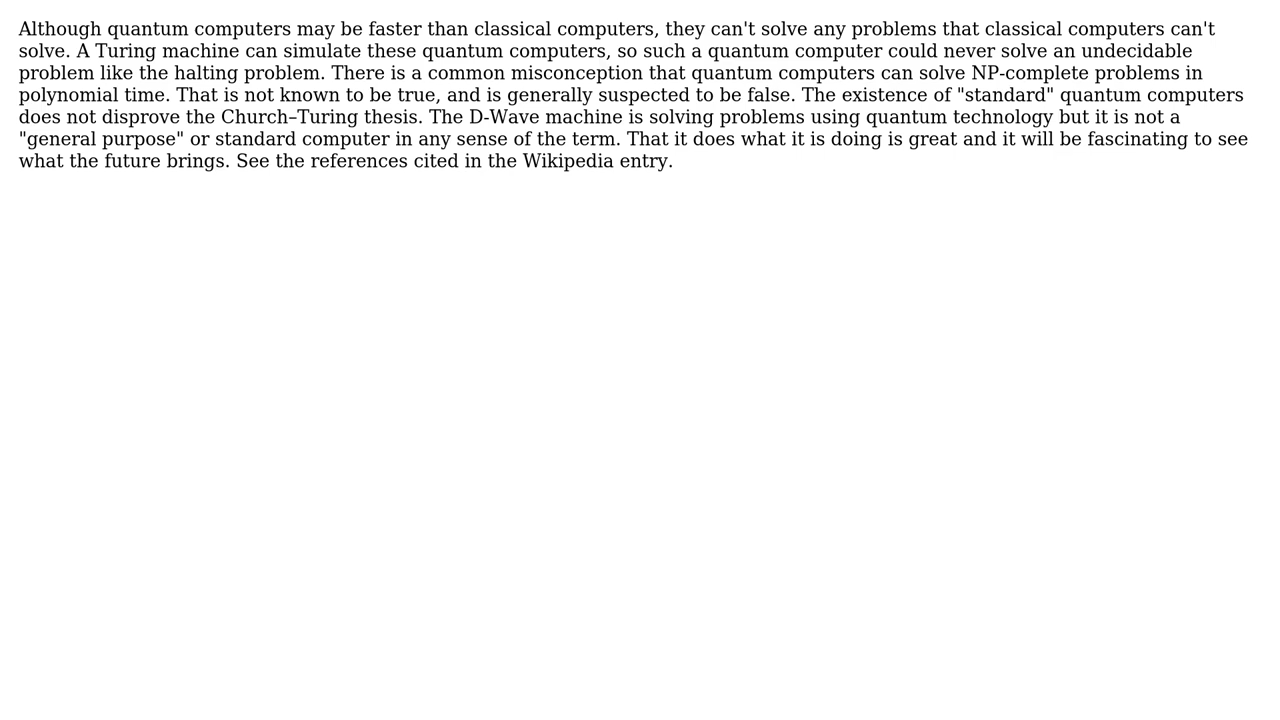 Although quantum computers may be faster than classical computers, they can't solve any problems that classical computers can't
solve. A Turing machine can simulate these quantum computers, so such a quantum computer could never solve an undecidable
problem like the halting problem. There is a common misconception that quantum computers can solve NP-complete problems in
polynomial time. That is not known to be true, and is generally suspected to be false. The existence of "standard" quantum computers
does not disprove the Church–Turing thesis. The D-Wave machine is solving problems using quantum technology but it is not a
"general purpose" or standard computer in any sense of the term. That it does what it is doing is great and it will be fascinating to see
what the future brings. See the references cited in the Wikipedia entry.